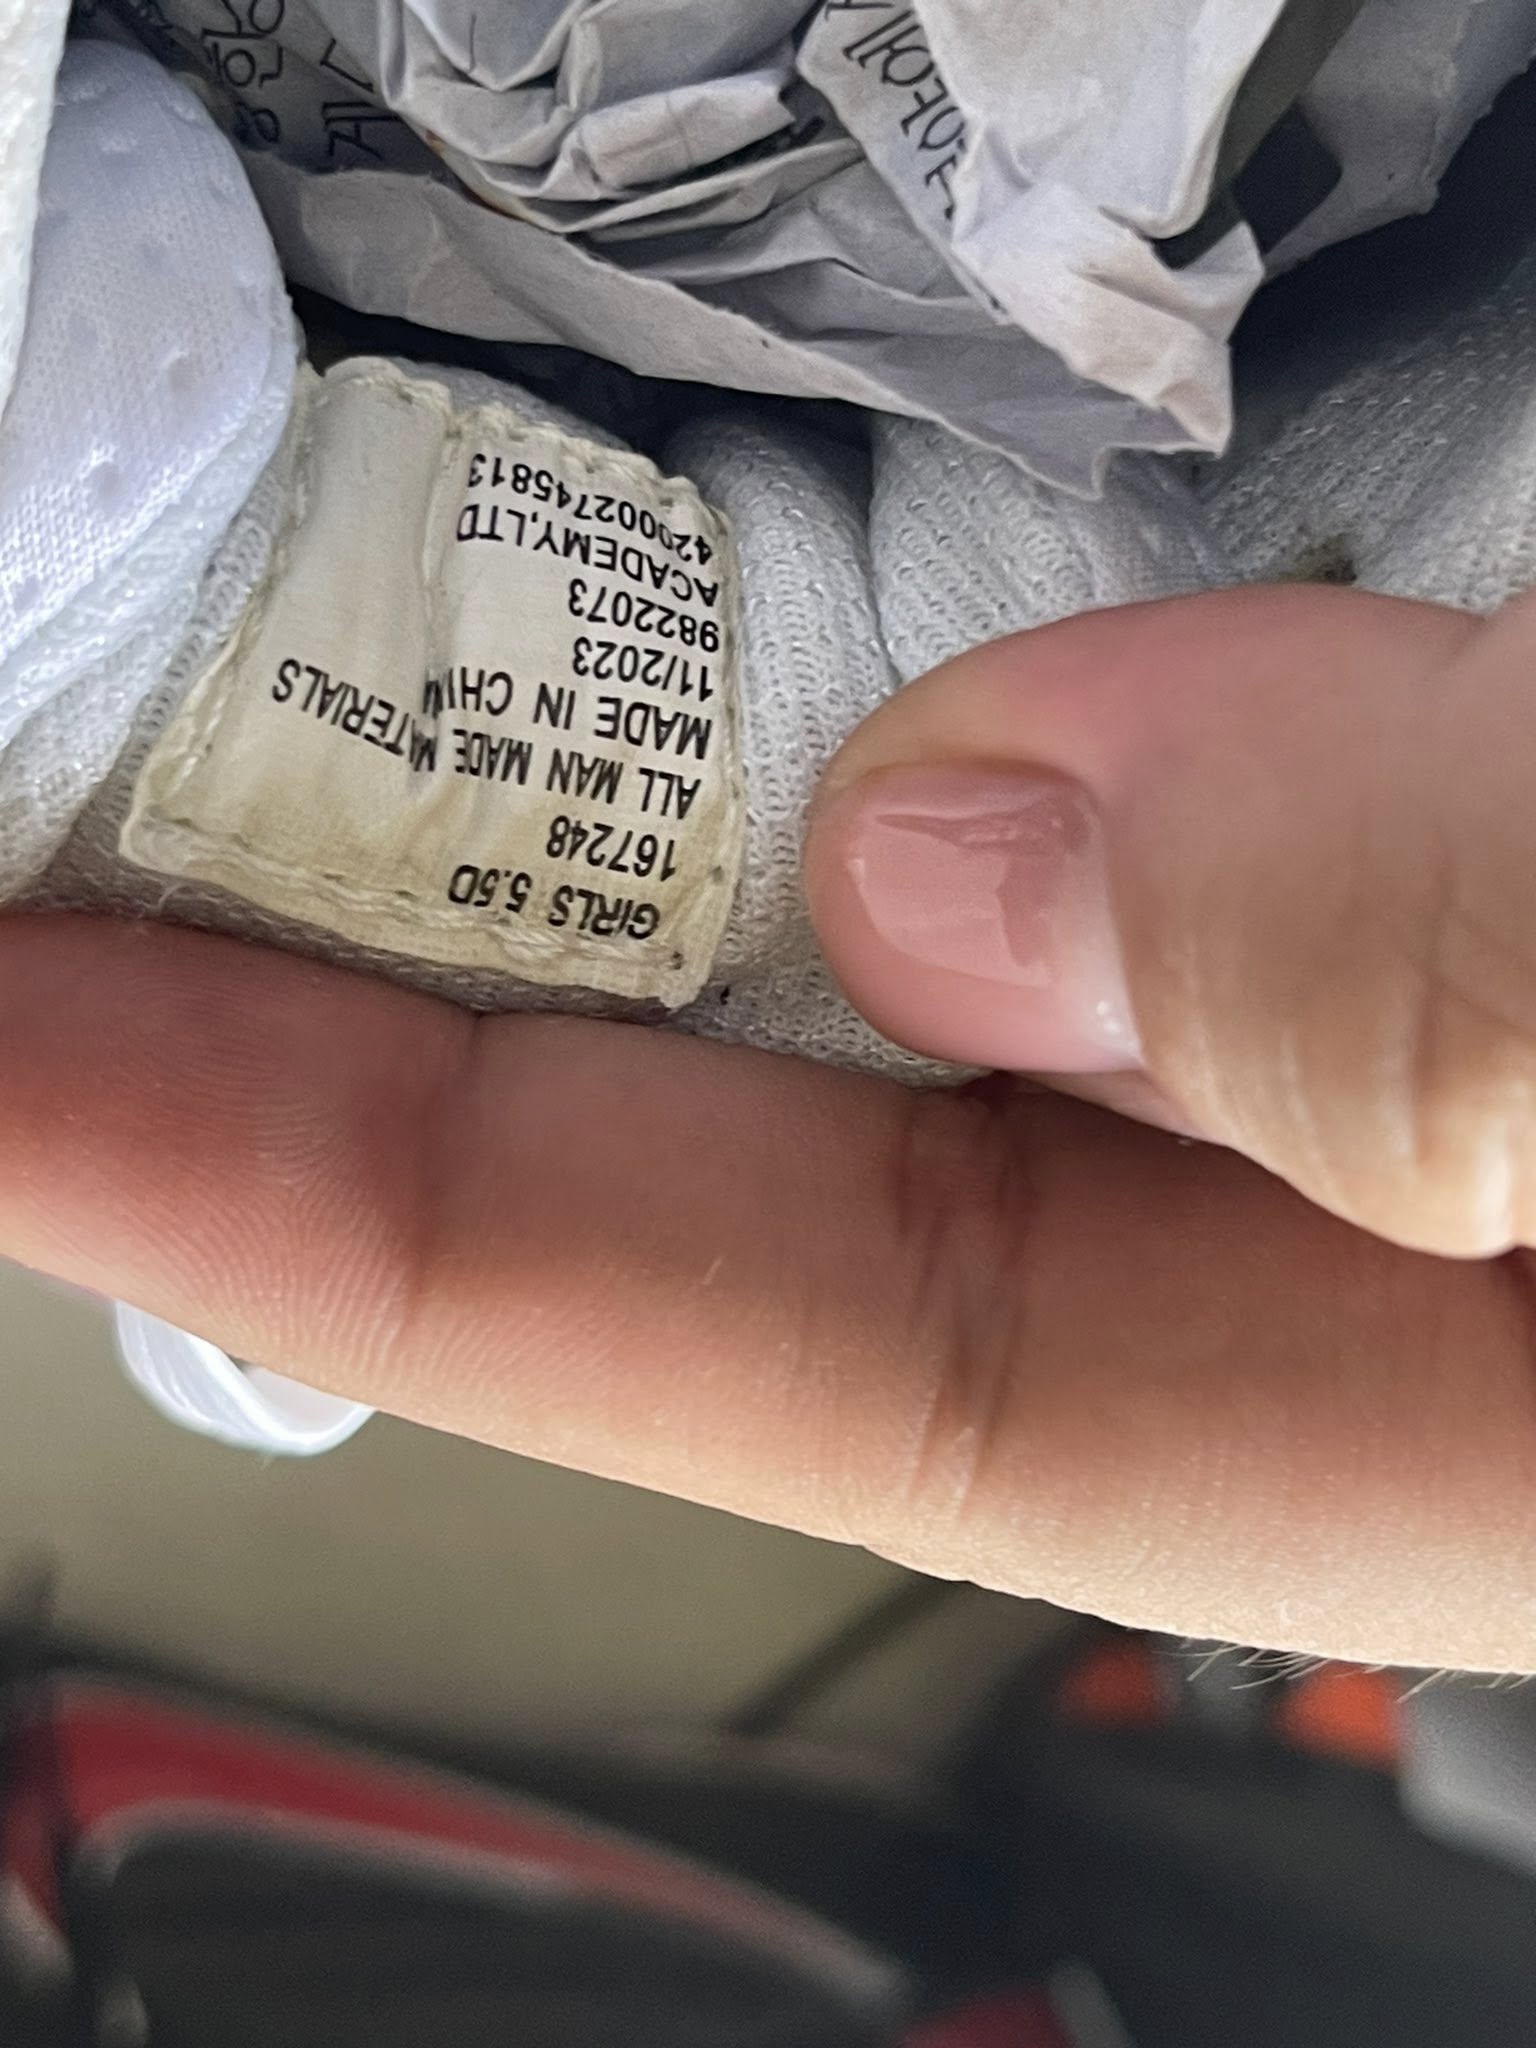 GIRLS 5.5D
167248
ALL MAN MADE MATERIALS
MADE IN CHINA
11/2023
9822073
ACADEMY,LTD
420002745813